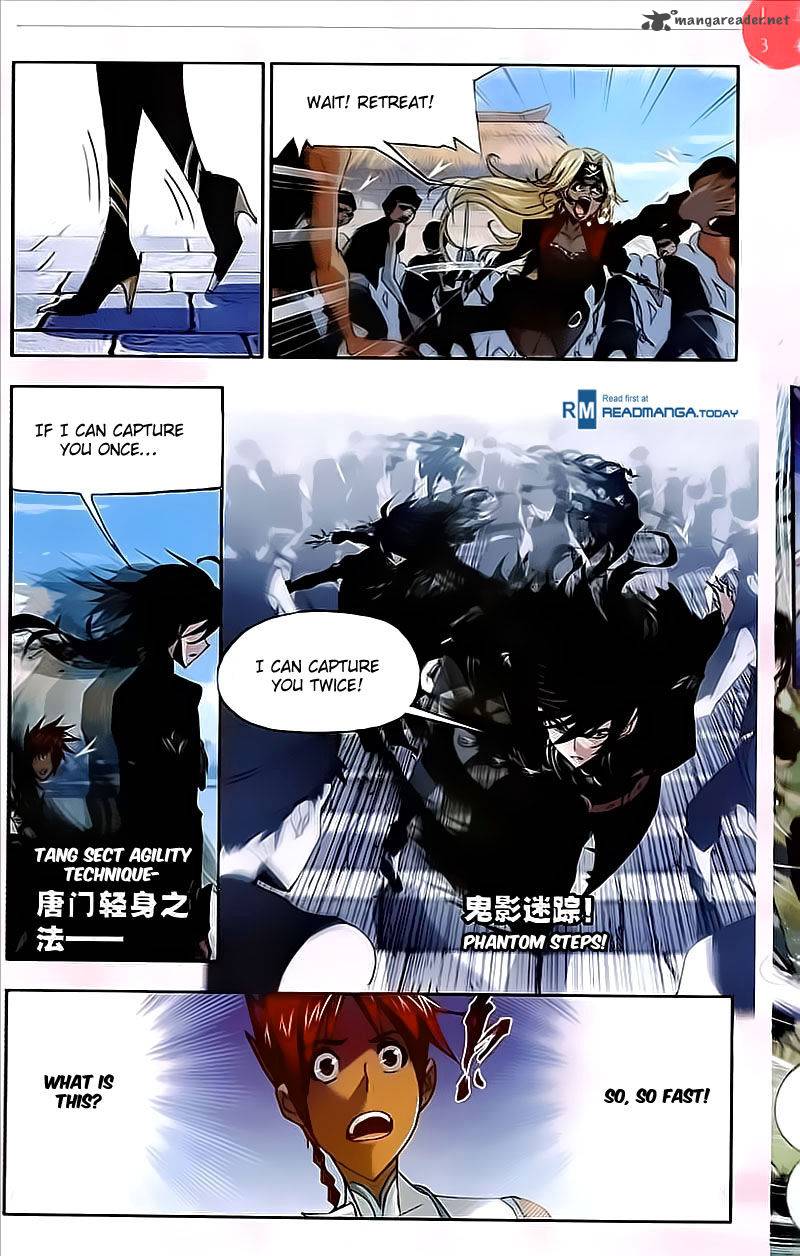 mangareader.net
1
3
WAIT! RETREAT!
IF I CAN CAPTURE
YOU ONCE...
RM
Read first at
READMANGA.TODAY
I CAN CAPTURE
YOU TWICE!
TANG SECT AGILITY
TECHNIQUE-
唐门轻身之
法——
鬼影迷踪!
PHANTOM STEPS!
WHAT IS
THIS?
SO, SO FAST!